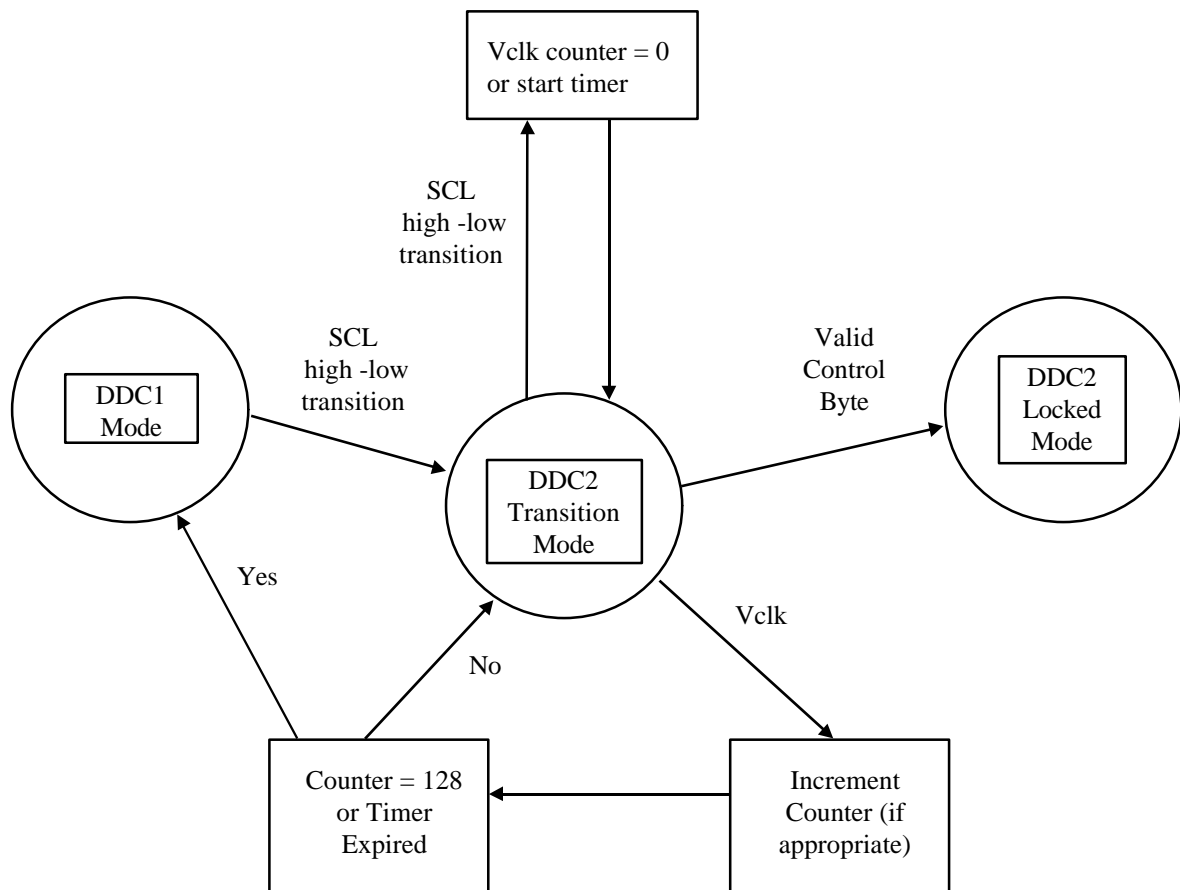 Vclk counter = 0
or start timer
SCL
high -low
transition
SCL
high -low
transition
Valid
Control
Byte
DDC1
Mode
DDC2
Locked
Mode
DDC2
Transition
Mode
Yes
No
Vclk
Counter = 128
or Timer
Expired
Increment
Counter (if
appropriate)